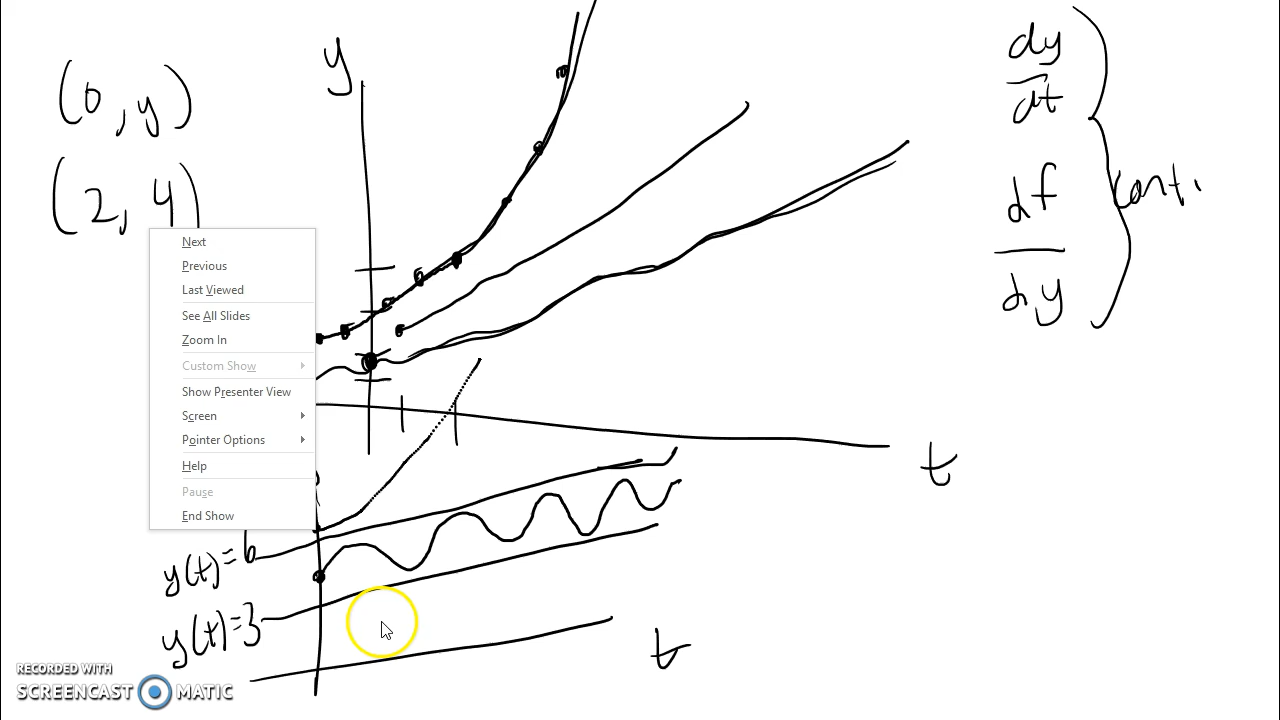 (0, y)
(2, 4)
y
dy
dt
df
dy
cont.
t
Next
Previous
Last Viewed
See All Slides
Zoom In
Custom Show
Show Presenter View
Screen
Pointer Options
Help
Pause
End Show
y(t)=6
y(t)=3
t
RECORDED WITH
SCREENCAST MATIC